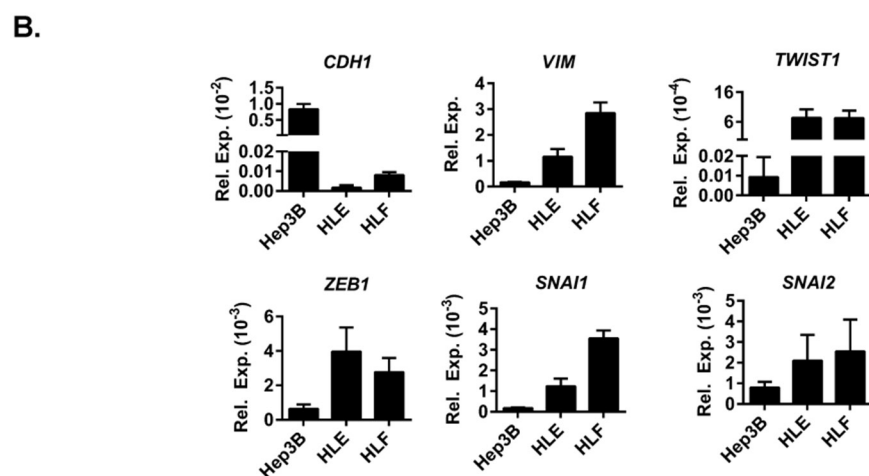 B.
CDH1
Rel. Exp. (10-2)
1.5
1.0
0.5
0.02
0.01
0.00
Hep3B
HLE
HLF
VIM
Rel. Exp.
4
3
2
1
0
Hep3B
HLE
HLF
TWIST1
Rel. Exp. (10-4)
16
6
0.02
0.01
0.00
Hep3B
HLE
HLF
ZEB1
Rel. Exp. (10-3)
6
4
2
0
Hep3B
HLE
HLF
SNAI1
Rel. Exp. (10-3)
5
4
3
2
1
0
Hep3B
HLE
HLF
SNAI2
Rel. Exp. (10-3)
5
4
3
2
1
0
Hep3B
HLE
HLF